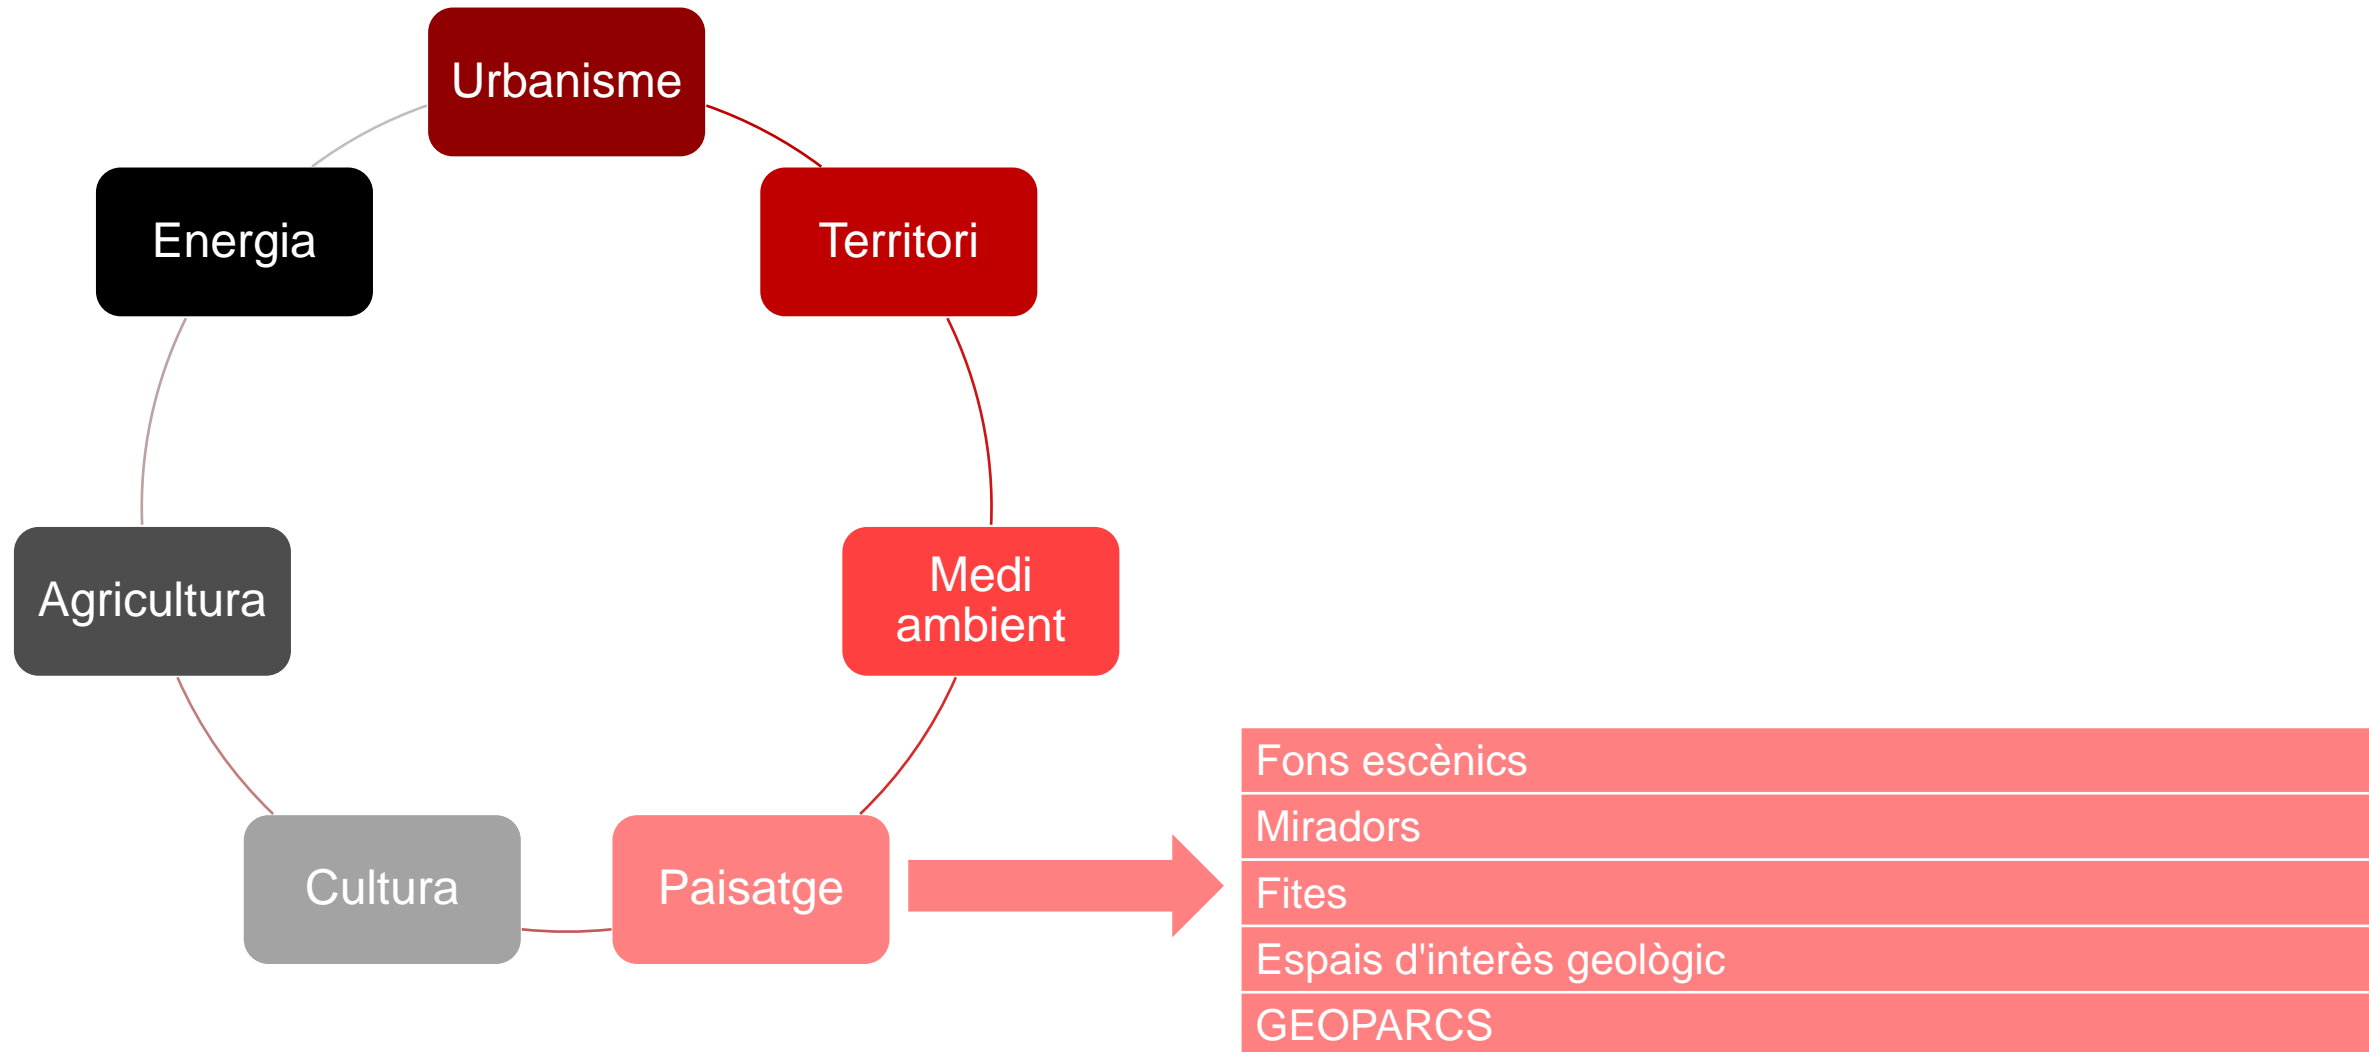 Urbanisme
Energia
Territori
Agricultura
Medi
ambient
Cultura
Paisatge
Fons escènics
Miradors
Fites
Espais d'interès geològic
GEOPARCS